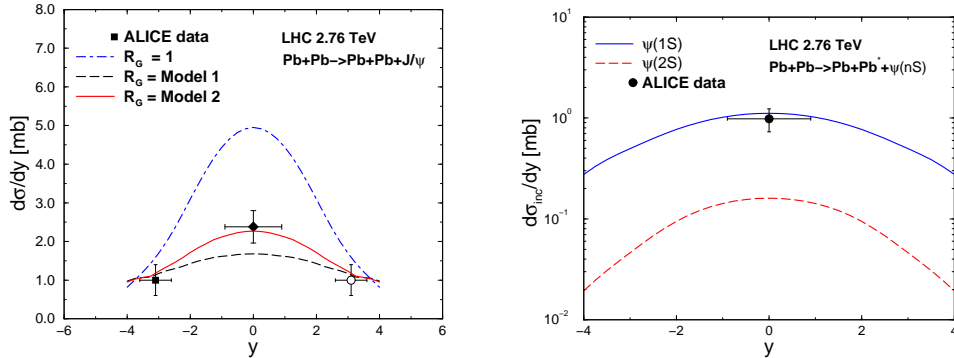 8.0
7.0
6.0
5.0
4.0
3.0
2.0
1.0
0.0
dσ/dy [mb]
ALICE data
R_G = 1
R_G = Model 1
R_G = Model 2
LHC 2.76 TeV
Pb+Pb−>Pb+Pb+J/ψ
−6 −4 −2 0 2 4 6
y
10^1
10^0
10^−1
10^−2
dσ_inc/dy [mb]
ψ(1S)
ψ(2S)
ALICE data
LHC 2.76 TeV
Pb+Pb−>Pb+Pb^*+ψ(nS)
−4 −2 0 2 4
y